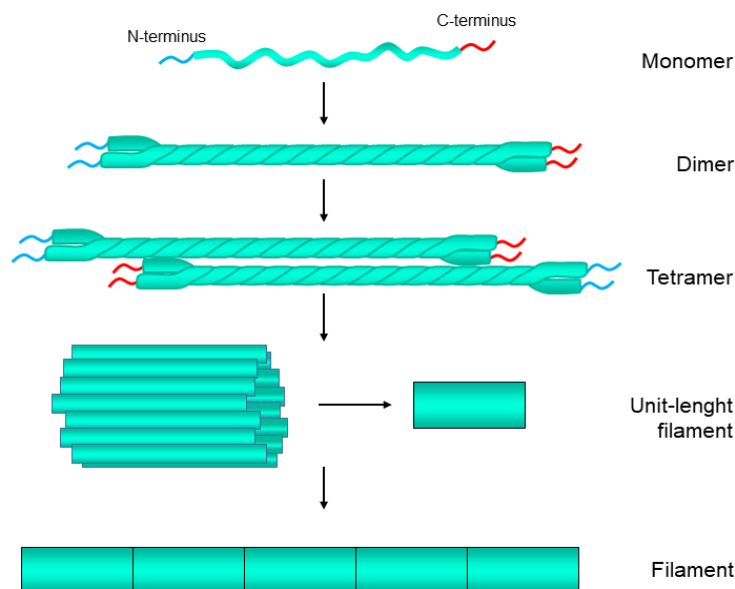 C-terminus
N-terminus
Monomer
Dimer
Tetramer
Unit-lenght
filament
Filament